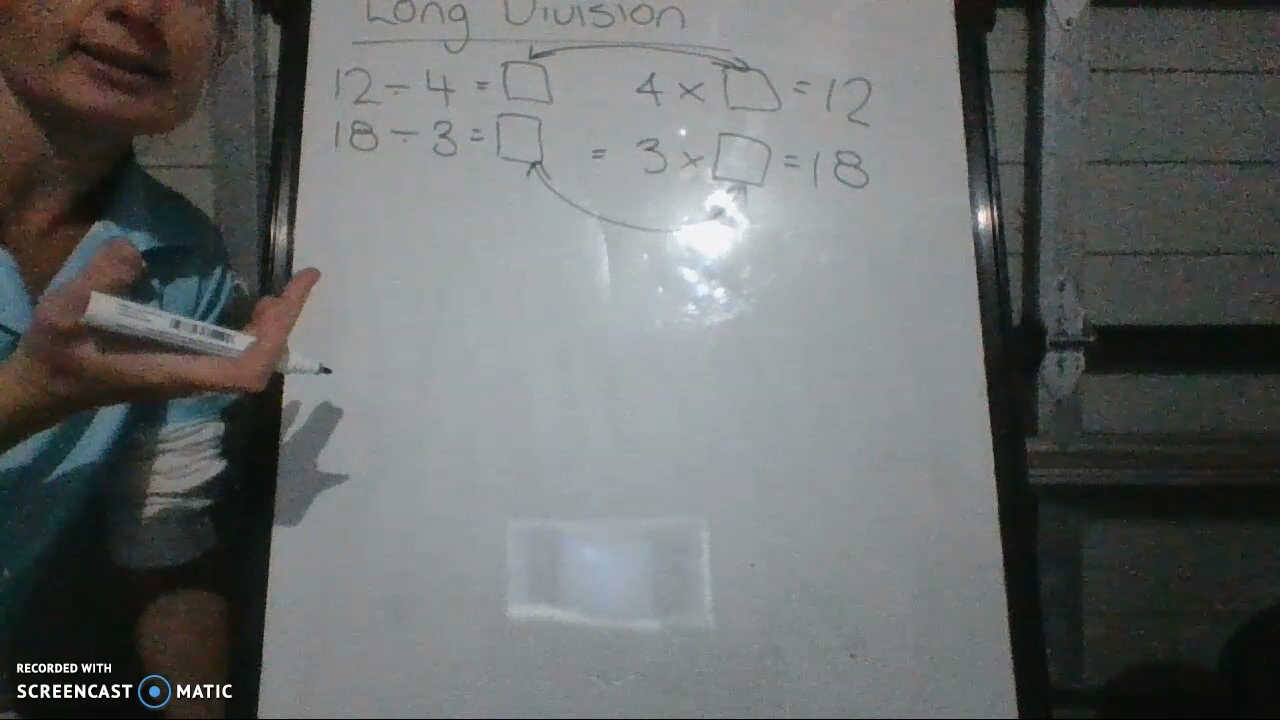 Long Division
12 ÷ 4 = □ 4 × □ = 12
18 ÷ 3 = □ = 3 × □ = 18
RECORDED WITH
SCREENCAST MATIC